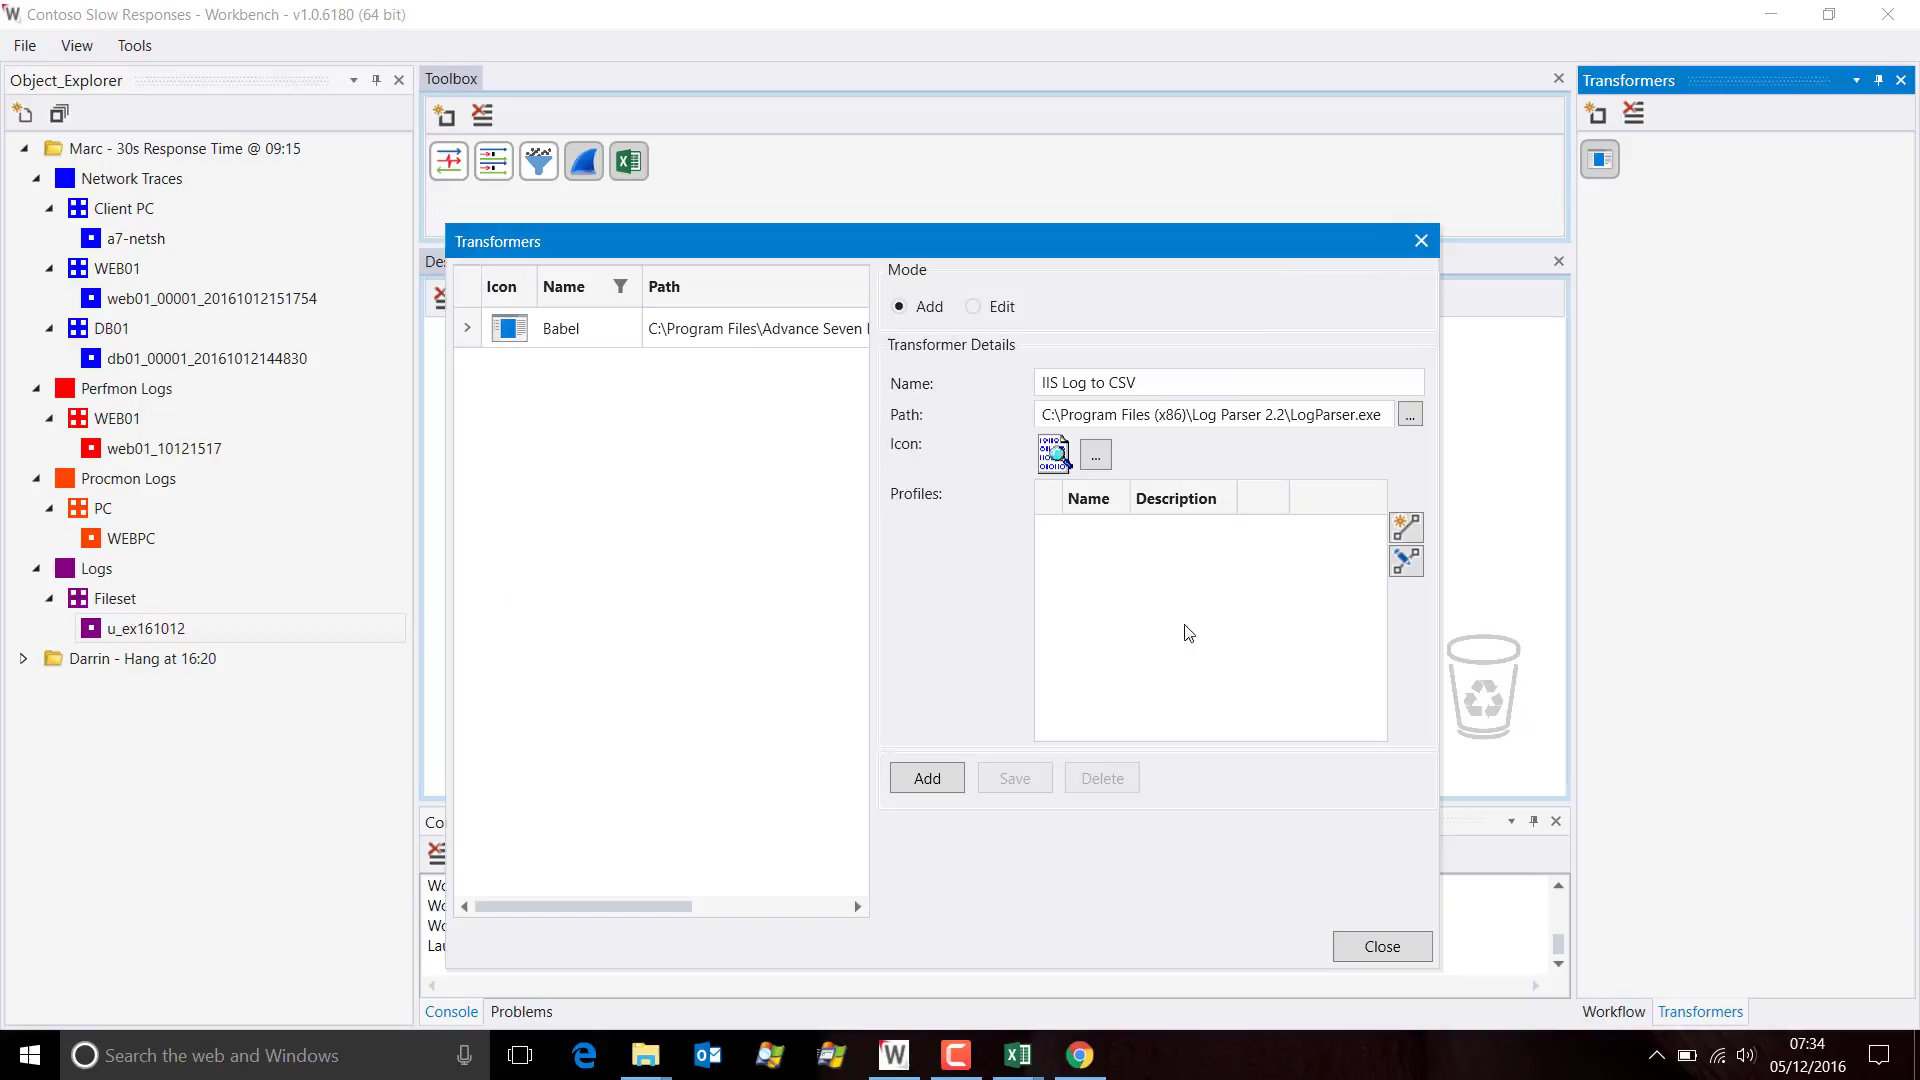 Contoso Slow Responses - Workbench - v1.0.6180 (64 bit)
File View Tools
Object_Explorer
Marc - 30s Response Time @ 09:15
Network Traces
Client PC
a7-netsh
WEB01
web01_00001_20161012151754
DB01
db01_00001_20161012144830
Perfmon Logs
WEB01
web01_10121517
Procmon Logs
PC
WEBPC
Logs
Fileset
u_ex161012
Darrin - Hang at 16:20
Toolbox
Transformers
Icon Name Path
Babel C:\Program Files\Advance Seven
Mode
Add Edit
Transformer Details
Name: IIS Log to CSV
Path: C:\Program Files (x86)\Log Parser 2.2\LogParser.exe ...
Icon: ...
Profiles: Name Description
Add Save Delete
Close
Console Problems
Transformers
Workflow Transformers
Search the web and Windows
07:34
05/12/2016